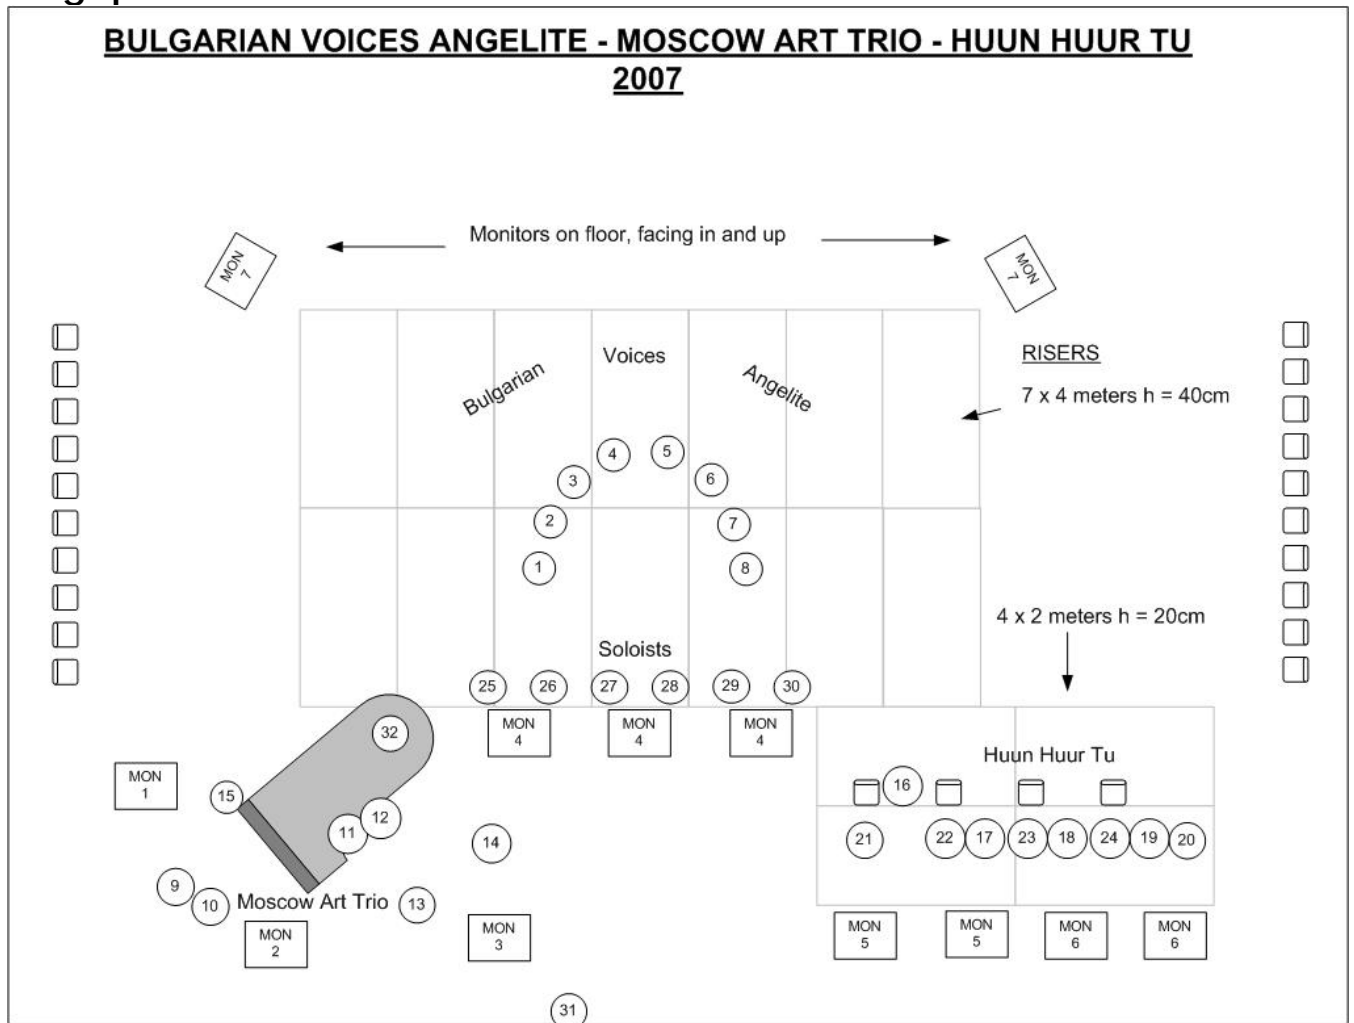 BULGARIAN VOICES ANGELITE - MOSCOW ART TRIO - HUUN HUUR TU
2007
Monitors on floor, facing in and up
MON
7
MON
7
Bulgarian
Voices
Angelite
RISERS
7 x 4 meters h = 40cm
4
5
3
6
2
7
1
8
4 x 2 meters h = 20cm
Soloists
25
26
27
28
29
30
MON
4
MON
4
MON
4
32
Huun Huur Tu
MON
1
15
16
11
12
14
21
22
17
23
18
24
19
20
9
10
Moscow Art Trio
13
MON
2
MON
3
MON
5
MON
5
MON
6
MON
6
31